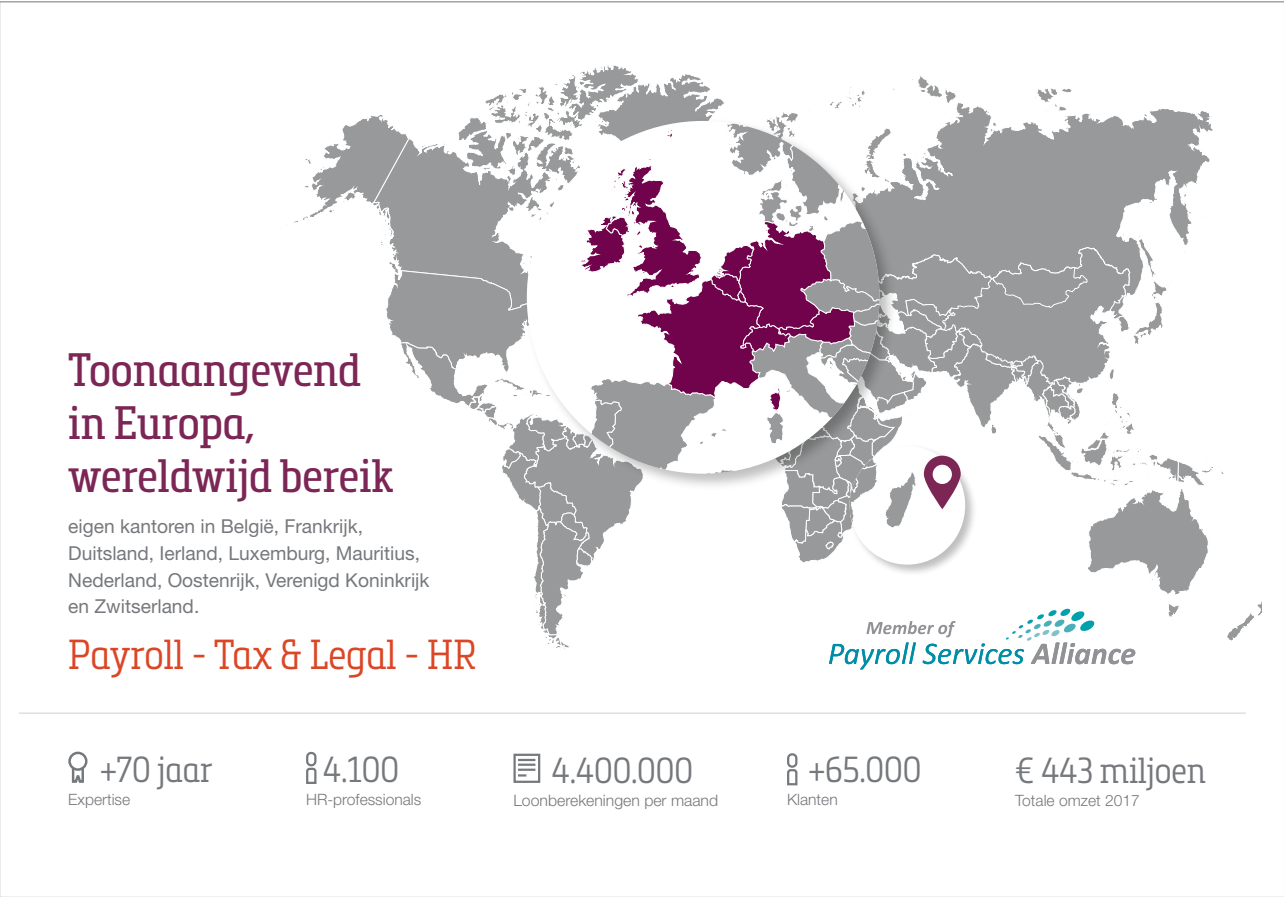 Toonaangevend
in Europa,
wereldwijd bereik
eigen kantoren in België, Frankrijk,
Duitsland, Ierland, Luxemburg, Mauritius,
Nederland, Oostenrijk, Verenigd Koninkrijk
en Zwitserland.
Payroll - Tax & Legal - HR
Member of
Payroll Services Alliance
+70 jaar
Expertise
4.100
HR-professionals
4.400.000
Loonberekeningen per maand
+65.000
Klanten
€ 443 miljoen
Totale omzet 2017